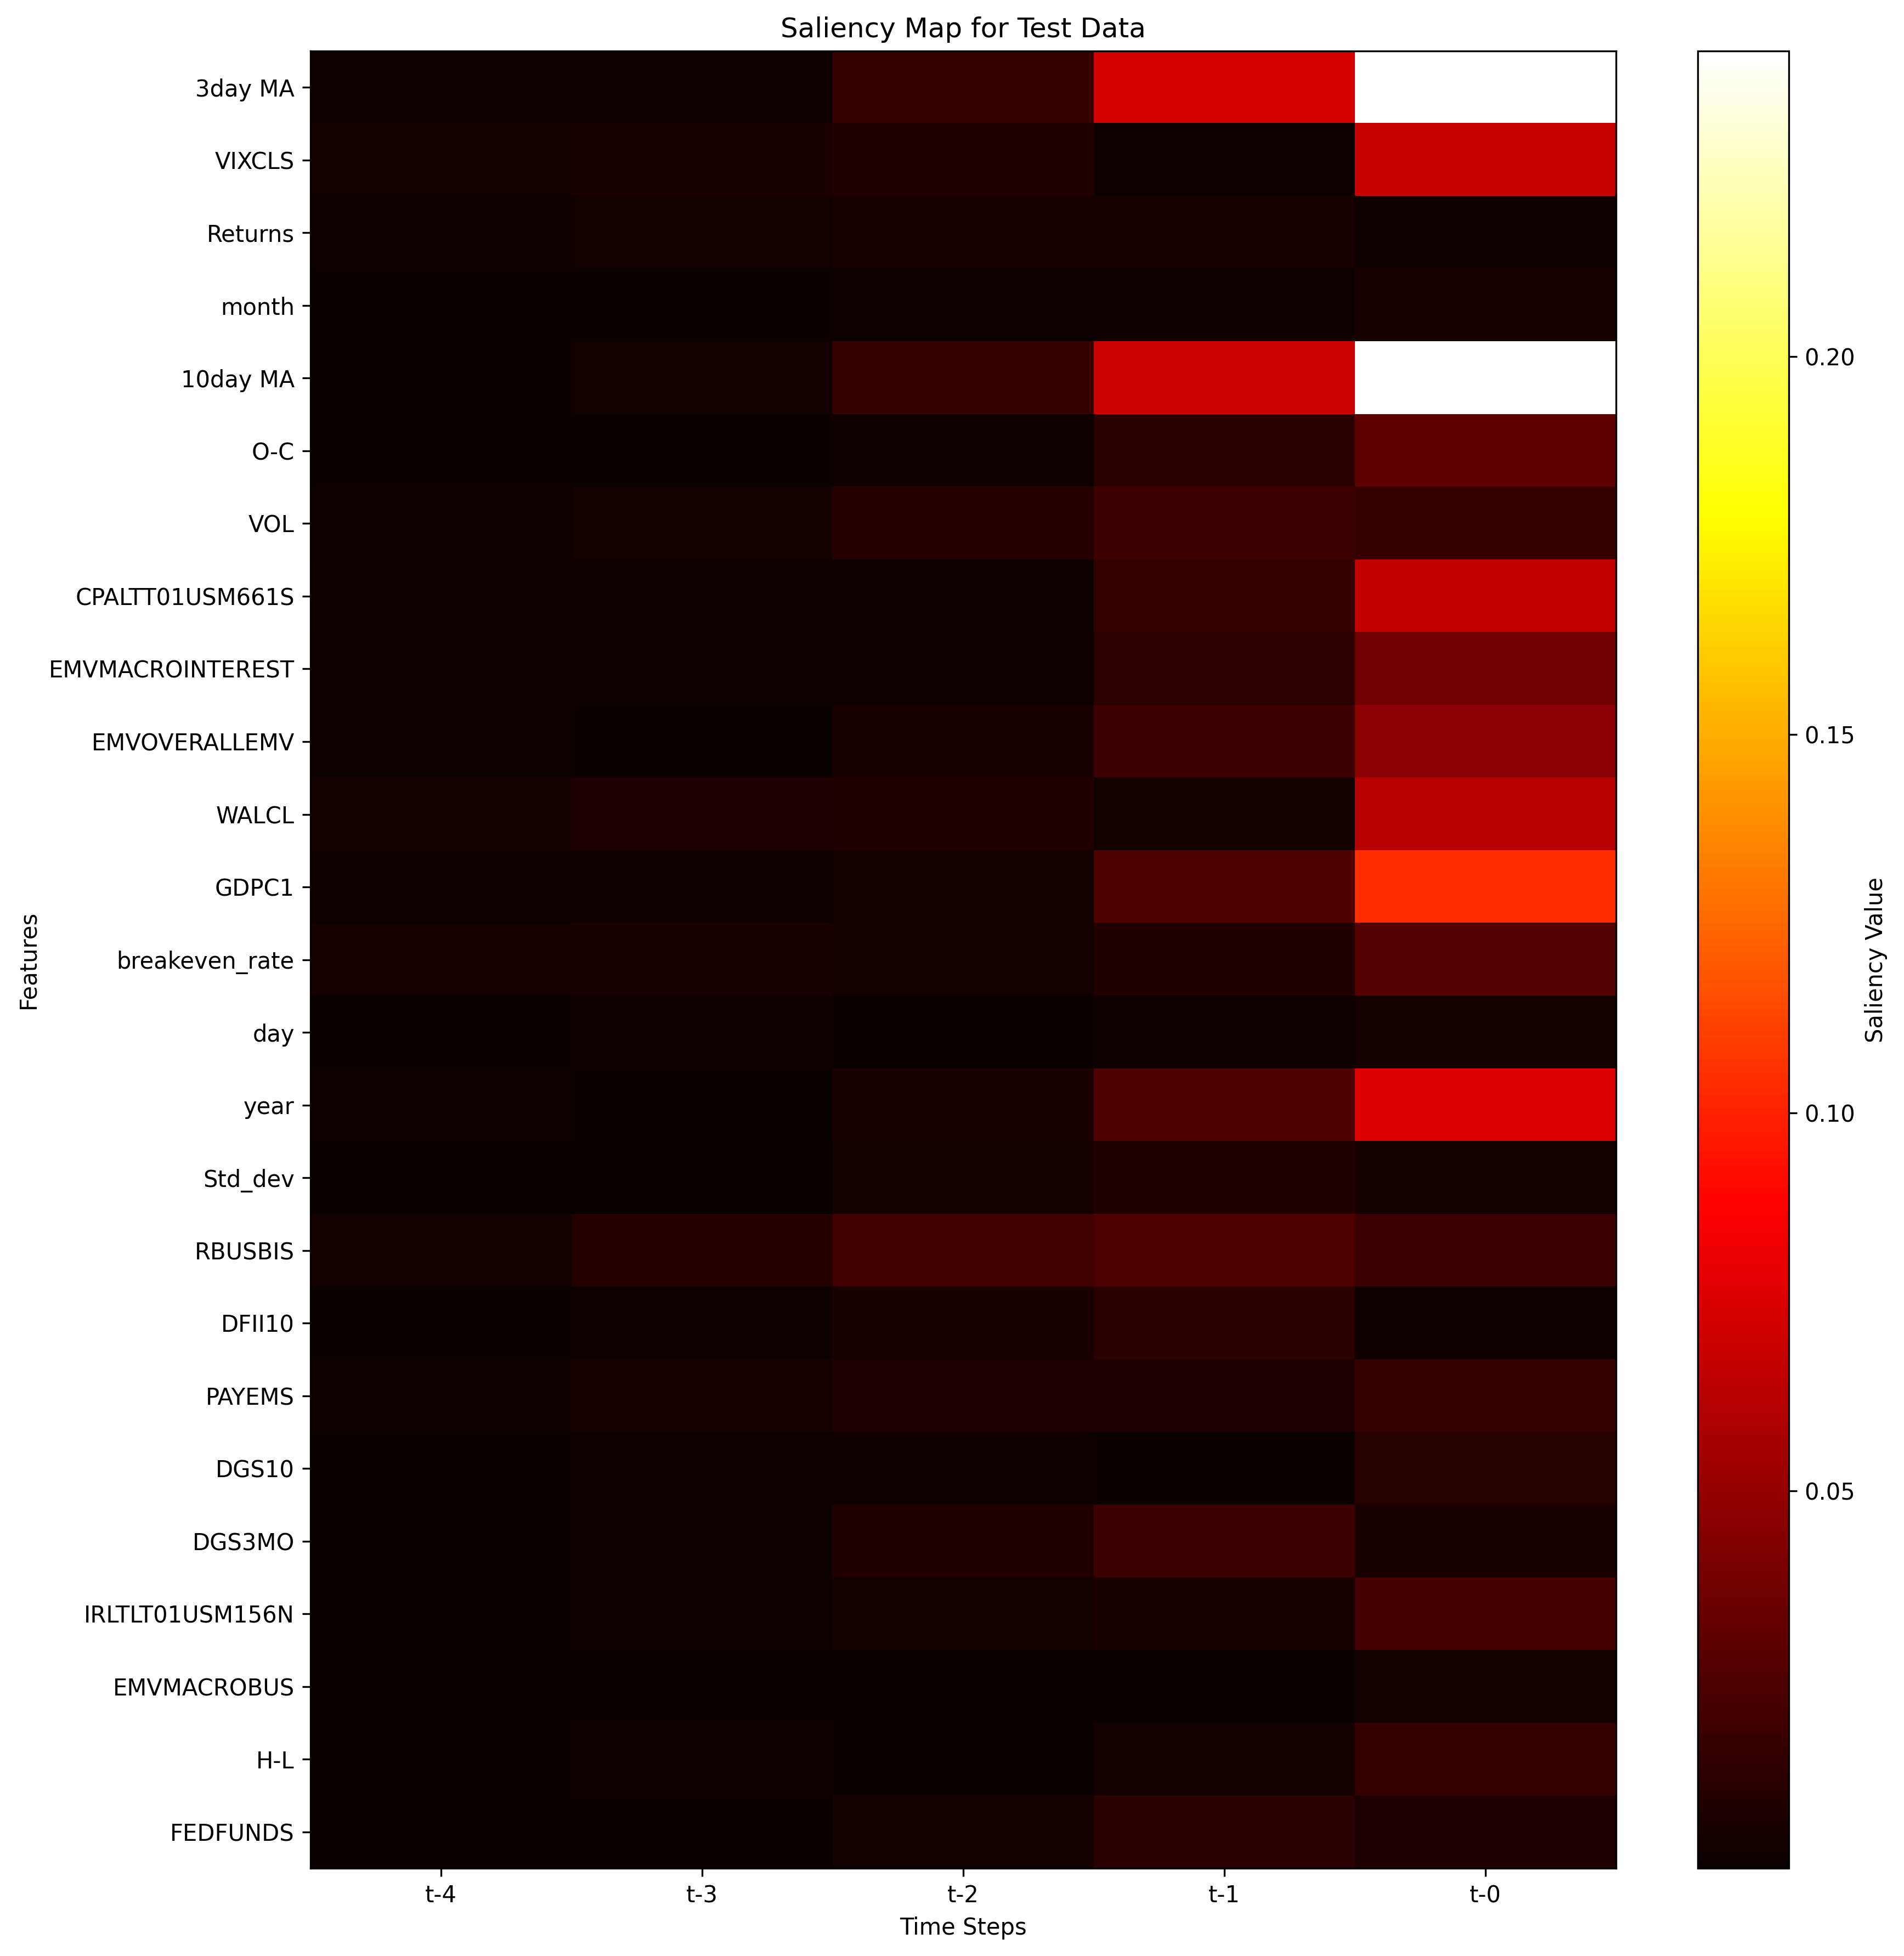 Saliency Map for Test Data
3day MA
VIXCLS
Returns
month
10day MA
O-C
VOL
CPALTT01USM661S
EMVMACROINTEREST
EMVOVERALLEMV
WALCL
GDPC1
breakeven_rate
day
year
Std_dev
RBUSBIS
DFII10
PAYEMS
DGS10
DGS3MO
IRLTLT01USM156N
EMVMACROBUS
H-L
FEDFUNDS
Features
t-4 t-3 t-2 t-1 t-0
Time Steps
0.20
0.15
0.10
0.05
Saliency Value